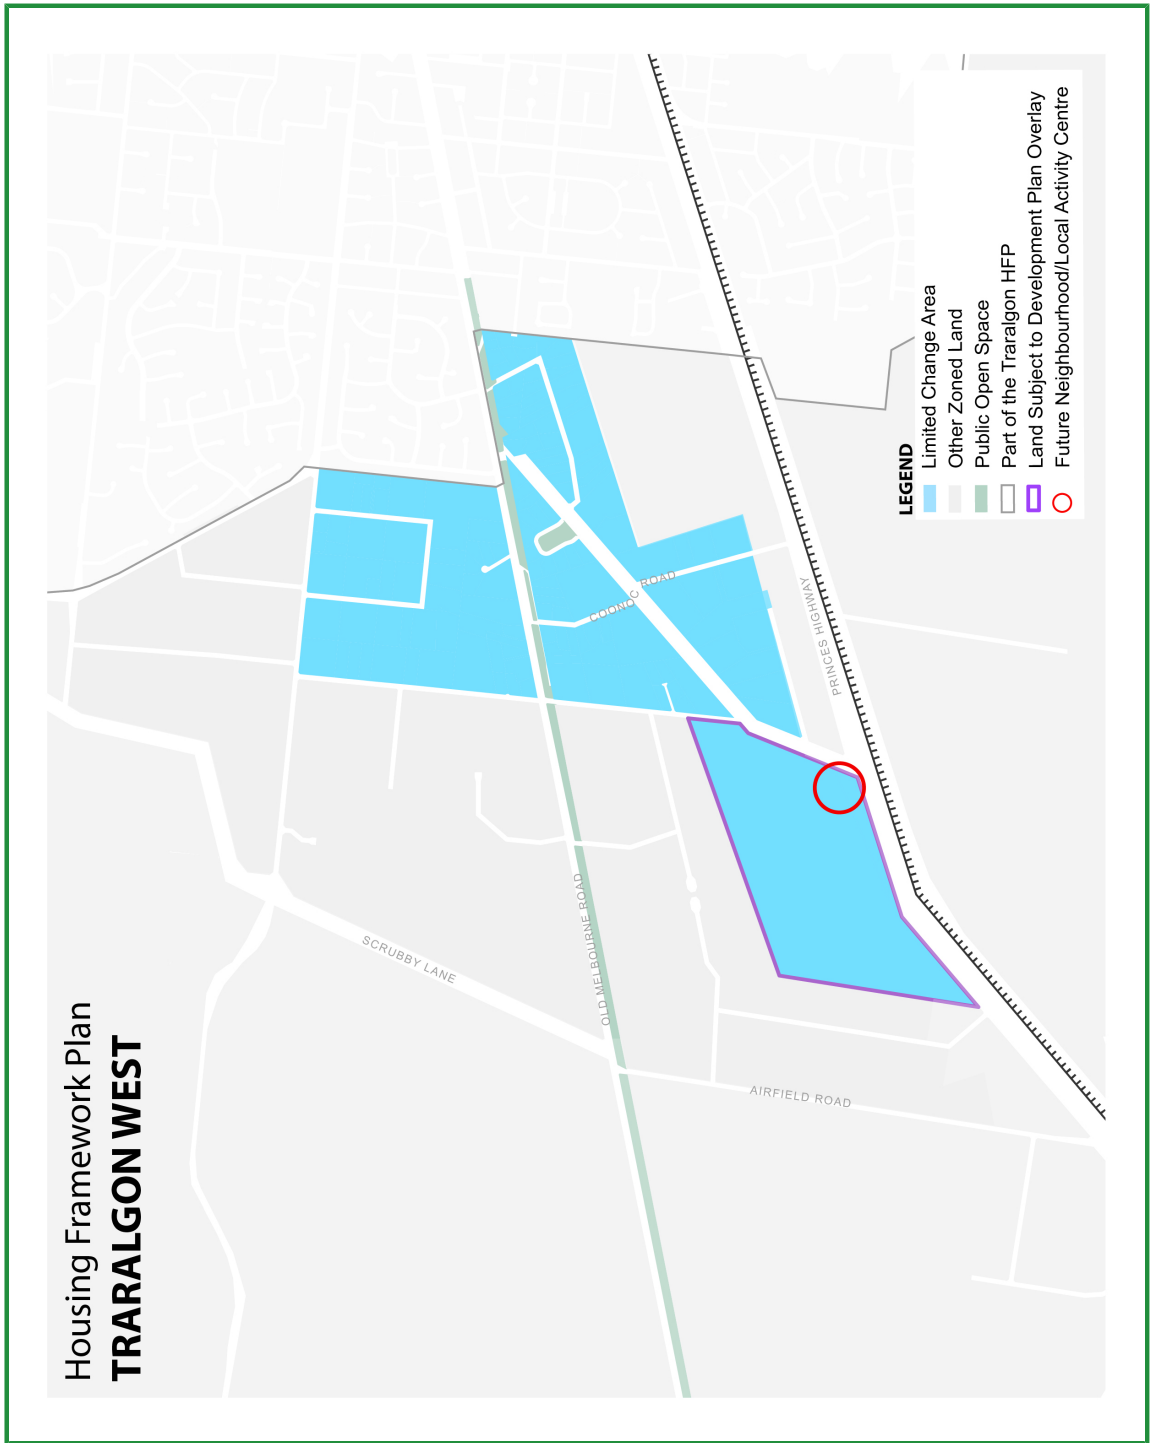 Housing Framework Plan
TRARALGON WEST
SCRUBBY LANE
OLD MELBOURNE ROAD
AIRFIELD ROAD
COONOC ROAD
PRINCES HIGHWAY
LEGEND
Limited Change Area
Other Zoned Land
Public Open Space
Part of the Traralgon HFP
Land Subject to Development Plan Overlay
Future Neighbourhood/Local Activity Centre